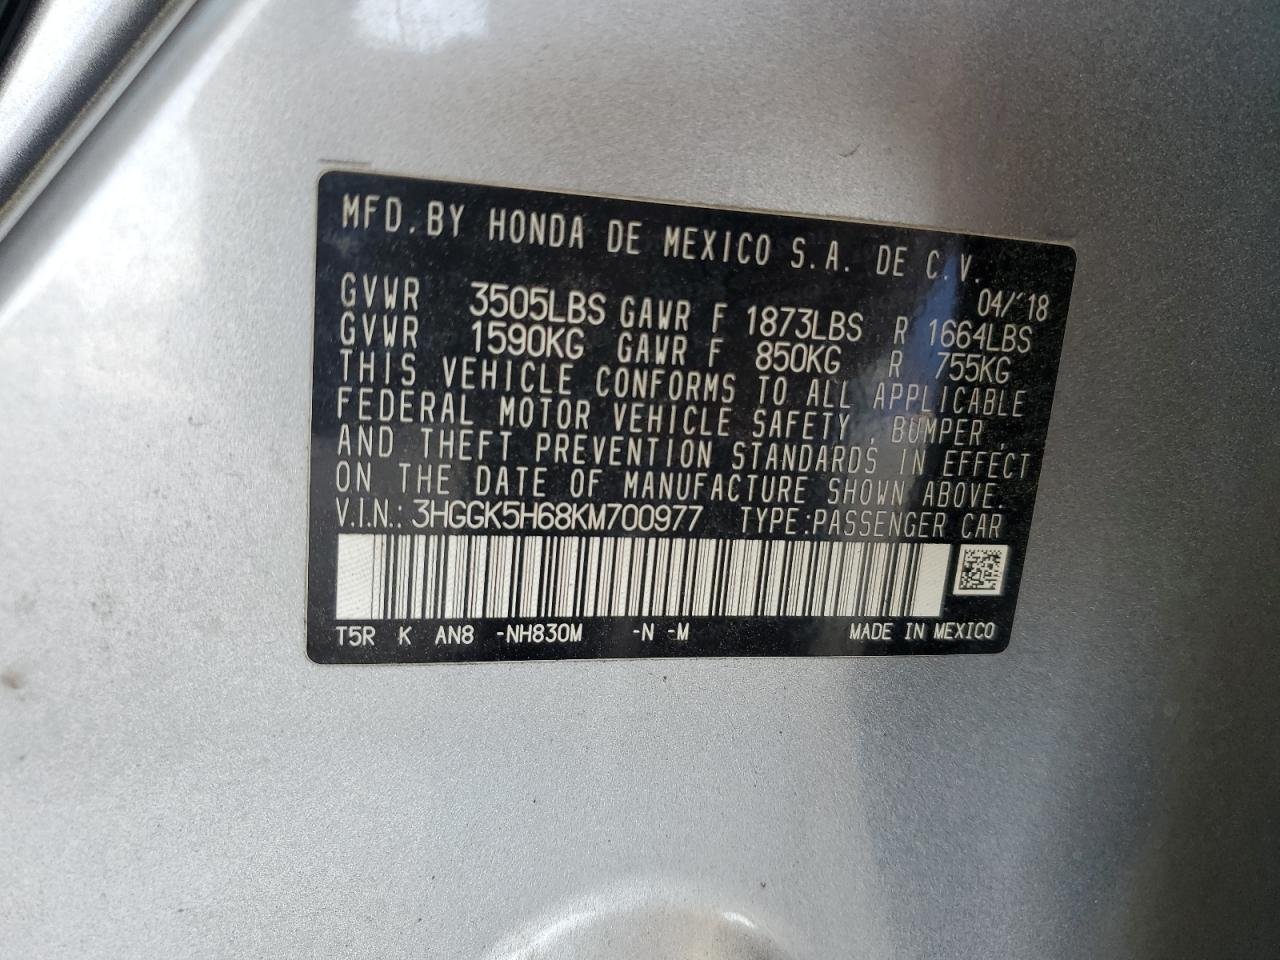 MFD. BY HONDA DE MEXICO S.A. DE C.V.
04/18
GVWR 3505LBS GAWR F 1873LBS R 1664LBS
GVWR 1590KG GAWR F 850KG R 755KG
THIS VEHICLE CONFORMS TO ALL APPLICABLE
FEDERAL MOTOR VEHICLE SAFETY, BUMPER,
AND THEFT PREVENTION STANDARDS IN EFFECT
ON THE DATE OF MANUFACTURE SHOWN ABOVE.
V.I.N.: 3HGGK5H68KM700977 TYPE:PASSENGER CAR
T5R K AN8 -NH830M -N -M MADE IN MEXICO